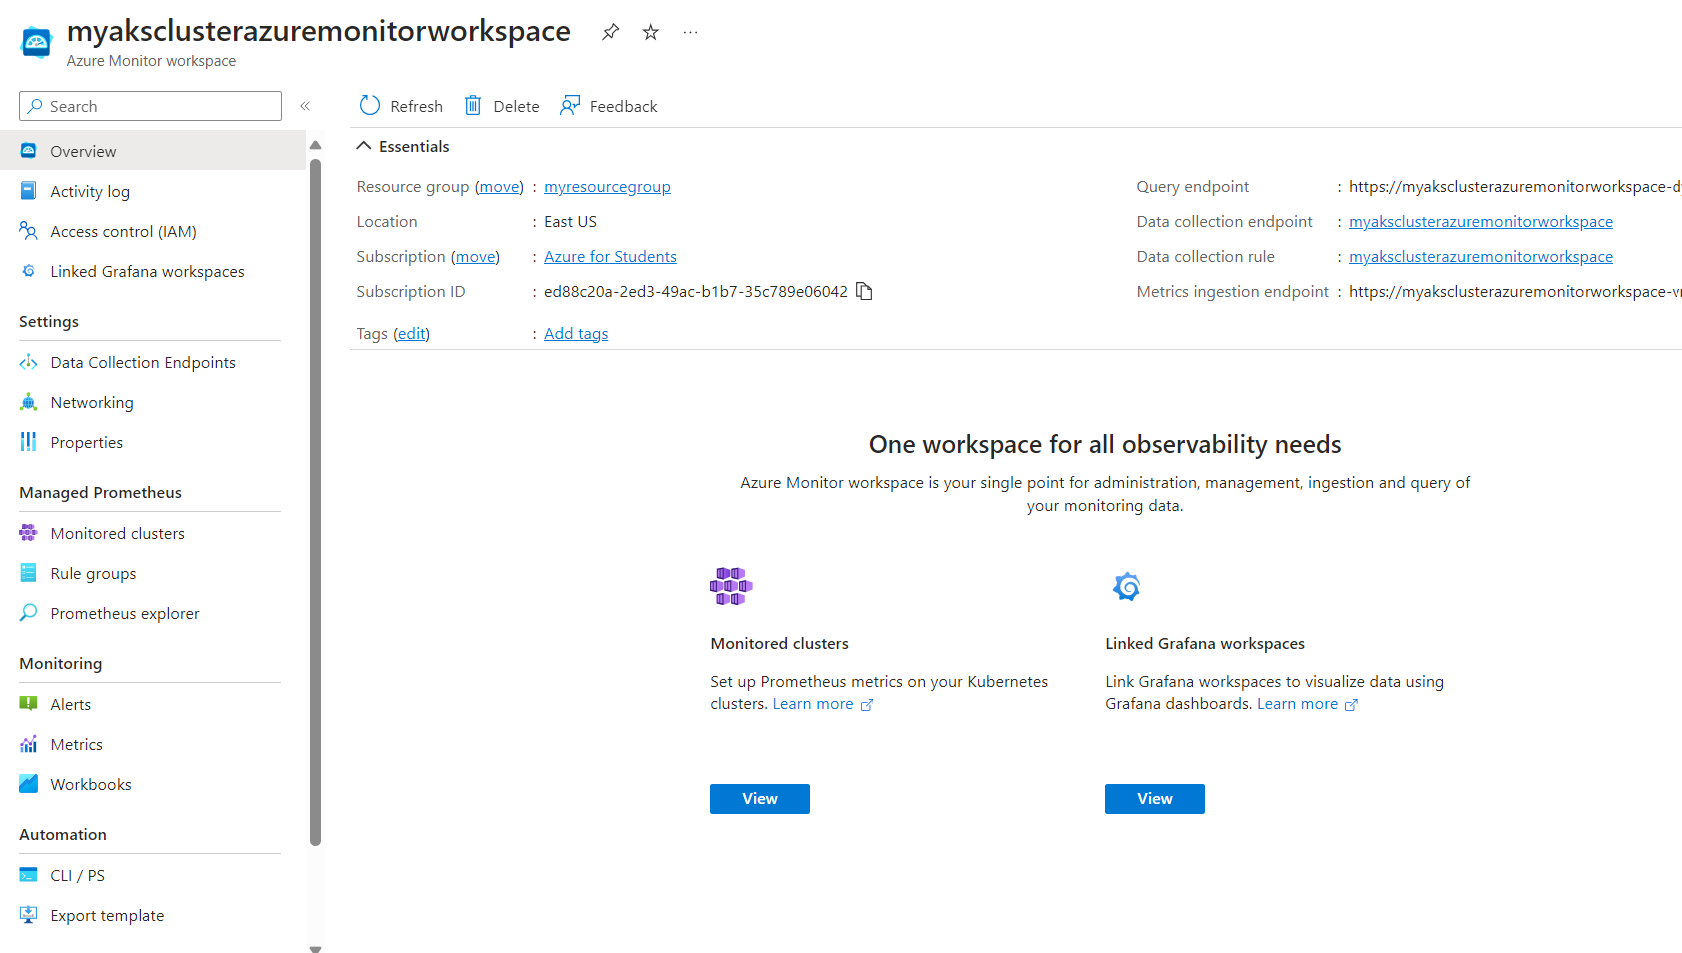 myaksclusterazuremonitorworkspace
Azure Monitor workspace
Search
Refresh
Delete
Feedback
Overview
Activity log
Access control (IAM)
Linked Grafana workspaces
Settings
Data Collection Endpoints
Networking
Properties
Managed Prometheus
Monitored clusters
Rule groups
Prometheus explorer
Monitoring
Alerts
Metrics
Workbooks
Automation
CLI / PS
Export template
Essentials
Resource group (move) : myresourcegroup
Location : East US
Subscription (move) : Azure for Students
Subscription ID : ed88c20a-2ed3-49ac-b1b7-35c789e06042
Tags (edit) : Add tags
Query endpoint : https://myaksclusterazuremonitorworkspace-d
Data collection endpoint : myaksclusterazuremonitorworkspace
Data collection rule : myaksclusterazuremonitorworkspace
Metrics ingestion endpoint : https://myaksclusterazuremonitorworkspace-v
One workspace for all observability needs
Azure Monitor workspace is your single point for administration, management, ingestion and query of
your monitoring data.
Monitored clusters
Set up Prometheus metrics on your Kubernetes
clusters. Learn more
View
Linked Grafana workspaces
Link Grafana workspaces to visualize data using
Grafana dashboards. Learn more
View